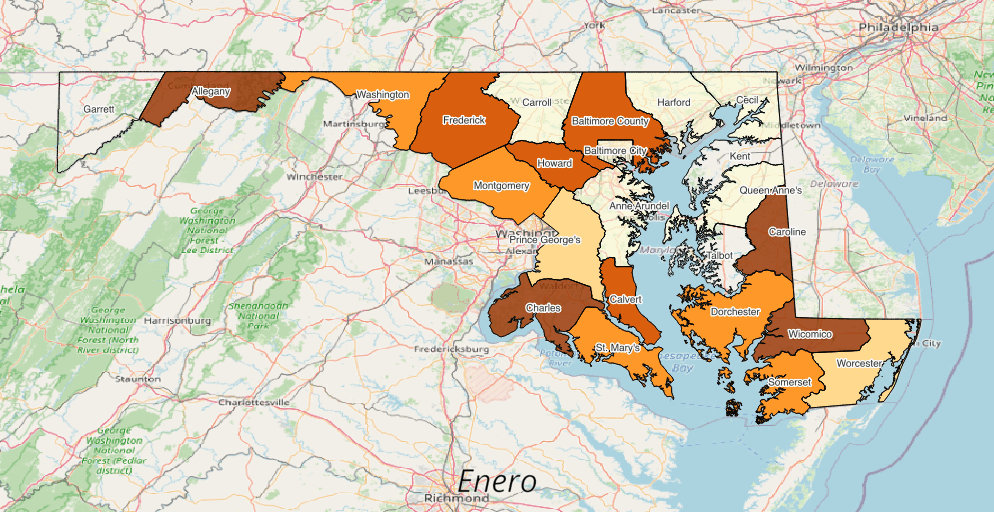 Lancaster
York
Philadelphia
Wilmington
Newark
Allegany
Garrett
Washington
Carroll
Harford
Cecil
Frederick
Baltimore County
Martinsburg
Middletown
Vineland
Baltimore City
Kent
Howard
Delaware
Bay
Winchester
Montgomery
Queen Anne's
Delaware
Anne Arundel
George
Washington
National
Forest -
Lee District
Prince George's
Caroline
Manassas
Maryland
Talbot
Shenandoah
National
Park
Waldorf
Charles
Calvert
Dorchester
George
Washington
National
Forest (North
River district)
Harrisonburg
Wicomico
City
Fredericksburg
St. Mary's
Bay
Worcester
Staunton
Somerset
Charlottesville
George
Washington
National
Forest (Pedlar
district)
Enero
Richmond